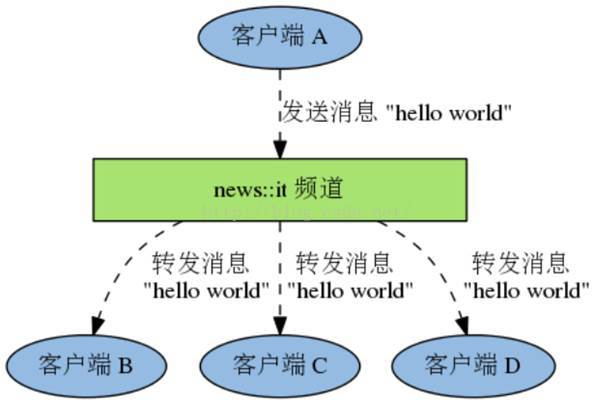 客户端 A
发送消息 "hello world"
news::it 频道
转发消息
"hello world"
转发消息
"hello world"
转发消息
"hello world"
客户端 B
客户端 C
客户端 D